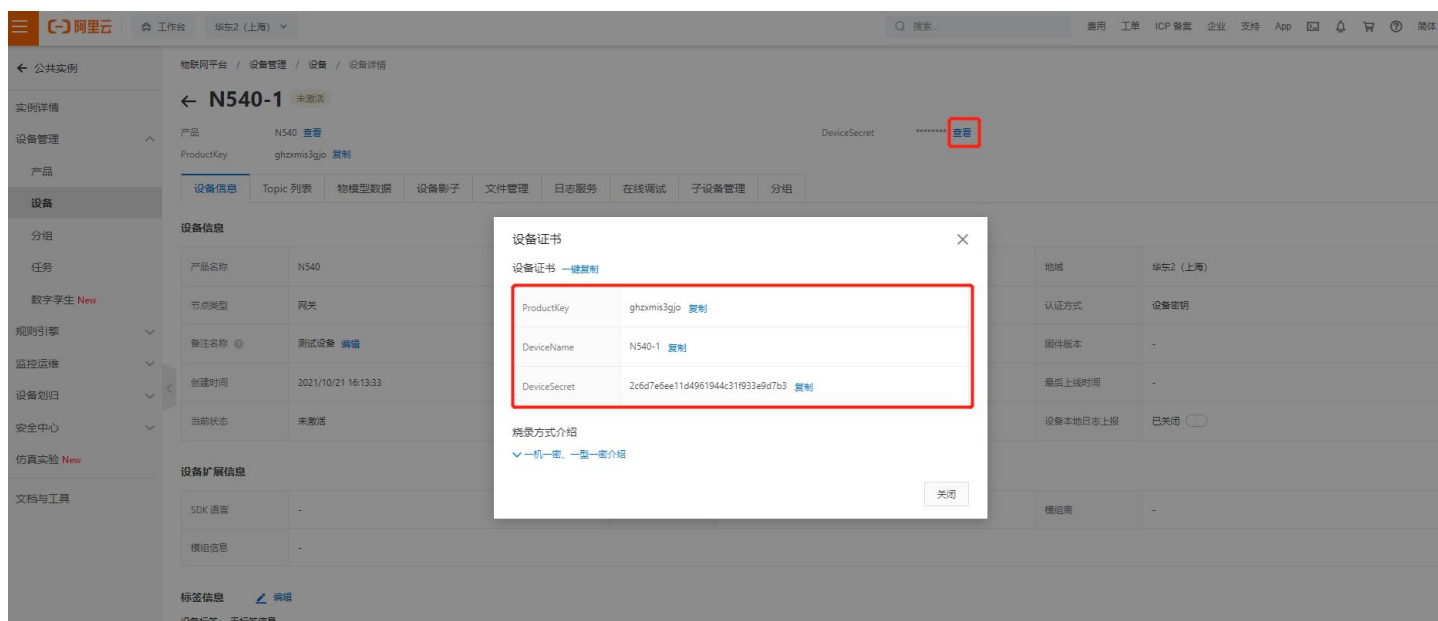 阿里云 工作台 华东2（上海） 搜索... 费用 工单 ICP 备案 企业 支持 App 简体
公共实例
物联网平台 / 设备管理 / 设备 / 设备详情
实例详情
设备管理
产品
设备
分组
任务
数字孪生 New
规则引擎
监控运维
设备划归
安全中心
仿真实验 New
文档与工具
N540-1 未激活
产品 N540 查看
DeviceSecret ******** 查看
ProductKey ghzxmis3gjo 复制
设备信息 Topic 列表 物模型数据 设备影子 文件管理 日志服务 在线调试 子设备管理 分组
设备信息
产品名称 N540 地域 华东2（上海）
节点类型 网关 认证方式 设备密钥
备注名称 测试设备 编辑 固件版本 -
创建时间 2021/10/21 16:13:33 最后上线时间 -
当前状态 未激活 设备本地日志上报 已关闭
设备扩展信息
SDK 语言 - 模组商 -
模组信息 -
标签信息 编辑
设备标签：无标签信息
设备证书
设备证书 一键复制
ProductKey ghzxmis3gjo 复制
DeviceName N540-1 复制
DeviceSecret 2c6d7e6ee11d4961944c31f933e9d7b3 复制
烧录方式介绍
一机一密、一型一密介绍
关闭